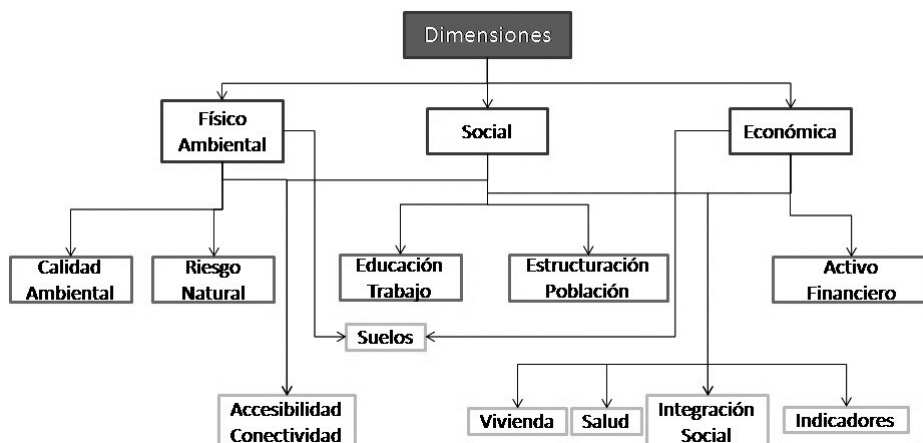 Dimensiones
Físico
Ambiental
Social
Económica
Calidad
Ambiental
Riesgo
Natural
Educación
Trabajo
Estructuración
Población
Activo
Financiero
Suelos
Accesibilidad
Conectividad
Vivienda
Salud
Integración
Social
Indicadores